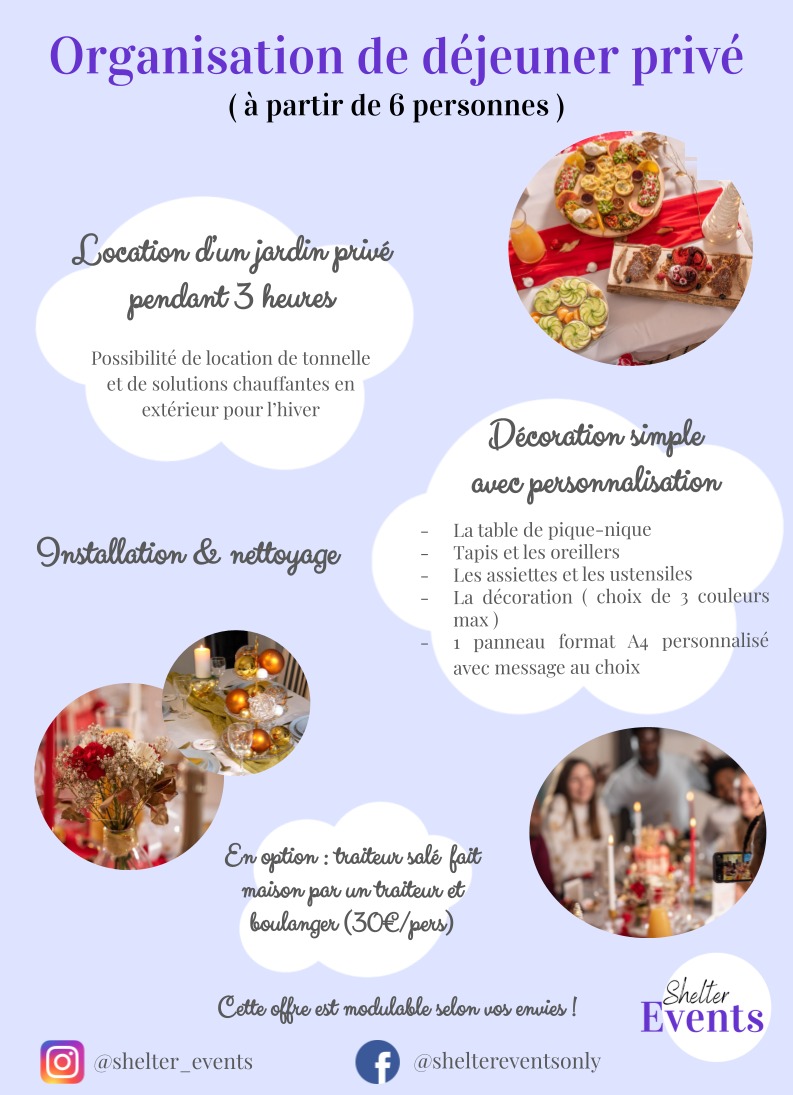 Organisation de déjeuner privé
( à partir de 6 personnes )
Location d'un jardin privé
pendant 3 heures
Possibilité de location de tonnelle
et de solutions chauffantes en
extérieur pour l'hiver
Décoration simple
avec personnalisation
- La table de pique-nique
- Tapis et les oreillers
- Les assiettes et les ustensiles
- La décoration ( choix de 3 couleurs
max )
- 1 panneau format A4 personnalisé
avec message au choix
Installation & nettoyage
En option : traiteur salé fait
maison par un traiteur et
boulanger (30€/pers)
Cette offre est modulable selon vos envies !
Shelter
Events
@shelter_events
@sheltereventsonly